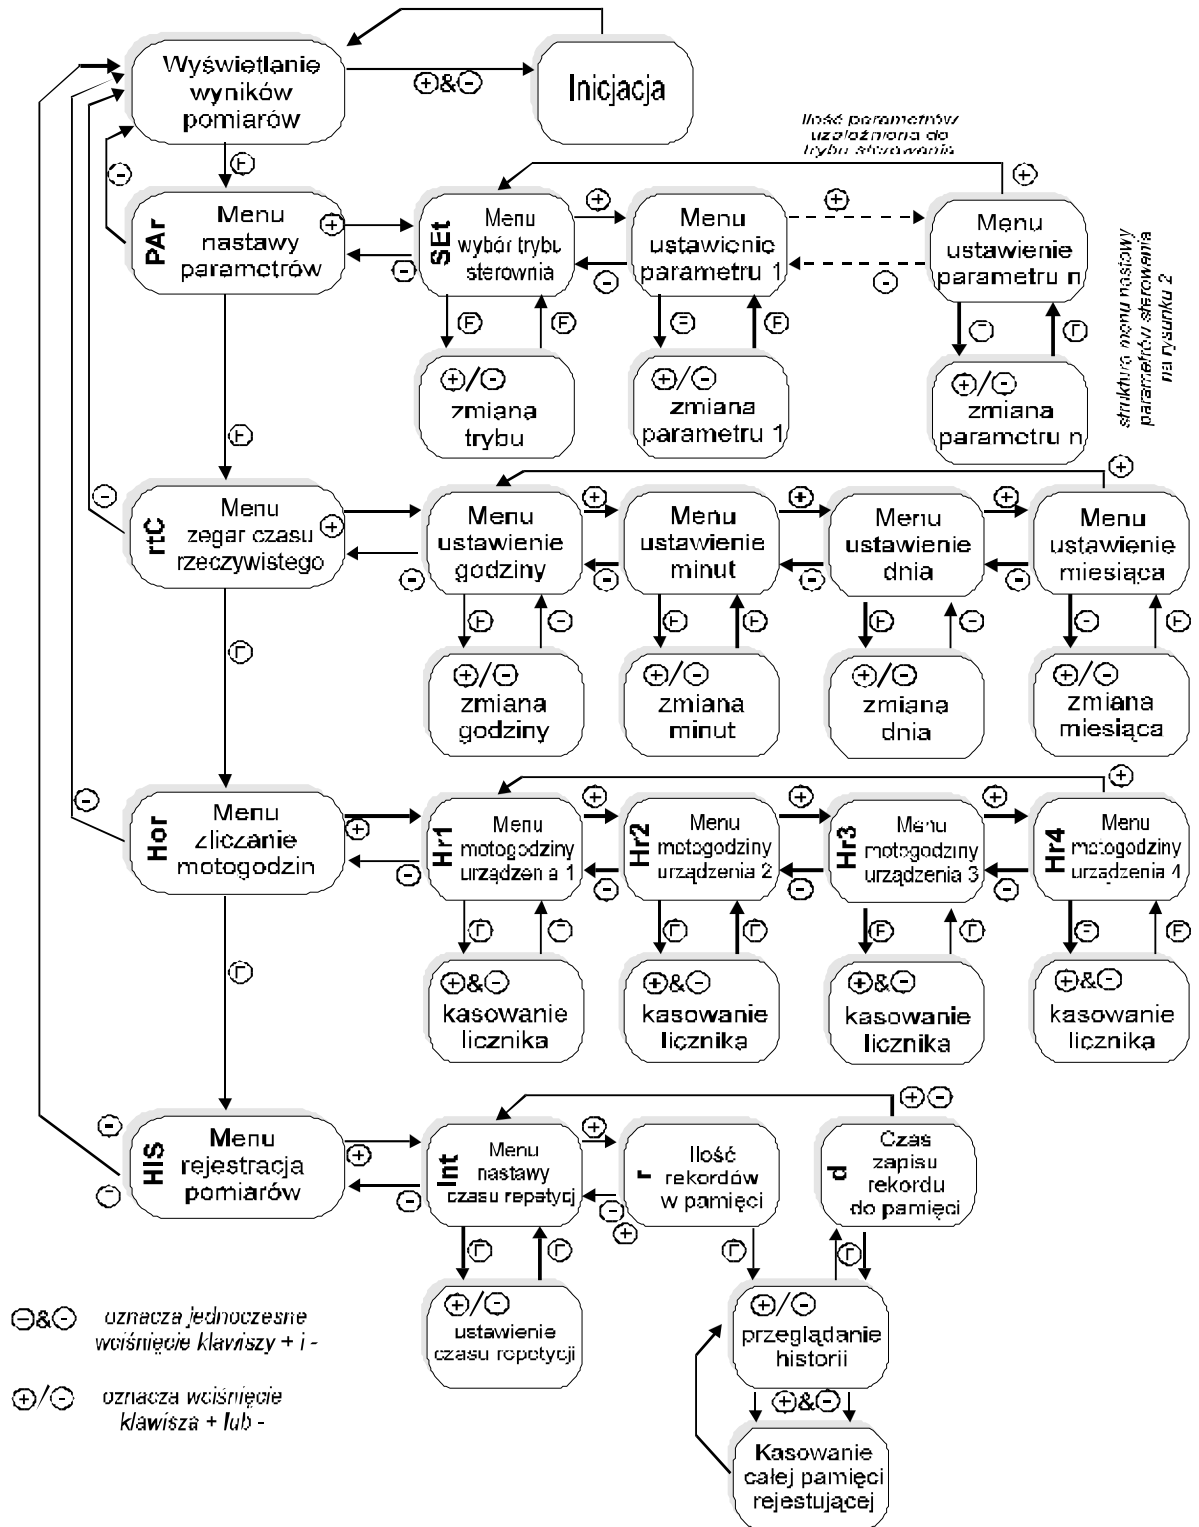 Wyświetlanie
wyników
pomiarów
⊕&⊖
Inicjacja
Ilość parametrów
uzależniona do
trybu sterowania
F
⊖
PAr
Menu
nastawy
parametrów
⊕
⊖
SEt
Menu
wybór trybu
sterownia
⊕
⊖
Menu
ustawienie
parametru 1
⊕
⊖
Menu
ustawienie
parametru n
⊕
struktura menu nastawy
parametrów sterowania
na rysunku 2
F
F
F
F
F
F
⊕/⊖
zmiana
trybu
⊕/⊖
zmiana
parametru 1
⊕/⊖
zmiana
parametru n
F
⊖
rtC
Menu
zegar czasu
rzeczywistego
⊕
⊖
Menu
ustawienie
godziny
⊕
⊖
Menu
ustawienie
minut
⊕
⊖
Menu
ustawienie
dnia
⊕
⊖
Menu
ustawienie
miesiąca
⊕
F
F
F
F
F
F
⊕/⊖
zmiana
godziny
⊕/⊖
zmiana
minut
⊕/⊖
zmiana
dnia
⊕/⊖
zmiana
miesiąca
F
⊖
Hor
Menu
zliczanie
motogodzin
⊕
⊖
Hr1
Menu
motogodziny
urządzenia 1
⊕
⊖
Hr2
Menu
motogodziny
urządzenia 2
⊕
⊖
Hr3
Menu
motogodziny
urządzenia 3
⊕
⊖
Hr4
Menu
motogodziny
urządzenia 4
⊕
F
F
F
F
F
F
F
⊕&⊖
kasowanie
licznika
⊕&⊖
kasowanie
licznika
⊕&⊖
kasowanie
licznika
⊕&⊖
kasowanie
licznika
F
⊖
HIS
Menu
rejestracja
pomiarów
⊕
⊖
Int
Menu
nastawy
czasu repetycj
⊕
⊖
⊕
r
Ilość
rekordów
w pamięci
⊕⊖
d
Czas
zapisu
rekordu
do pamięci
F
F
F
F
⊕/⊖
ustawienie
czasu repetycji
⊕/⊖
przeglądanie
historii
⊕&⊖
Kasowanie
całej pamięci
rejestującej
⊖&⊖ oznacza jednoczesne
wciśnięcie klawiszy + i -
⊕/⊖ oznacza wciśnięcie
klawisza + lub -